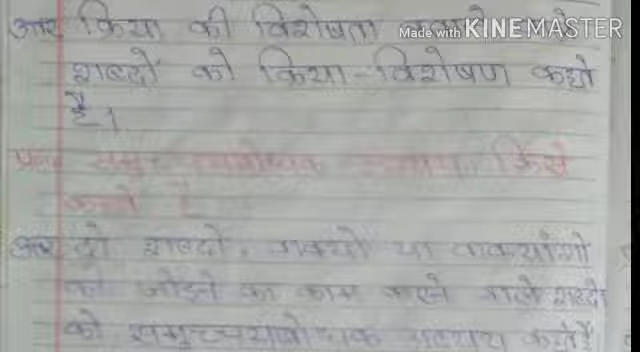 Made with KINEMASTER
उत्तर क्रिया की विशेषता
शब्दों को क्रिया-विशेषण कहते
है।
प्रश्न समुच्चयबोधक अव्यय किसे
कहते है
उत्तर दो शब्दों, वाक्यों या वाक्यांशो
को जोड़ने का काम करने वाले शब्दो
को समुच्चयबोधक अव्यय कहते है